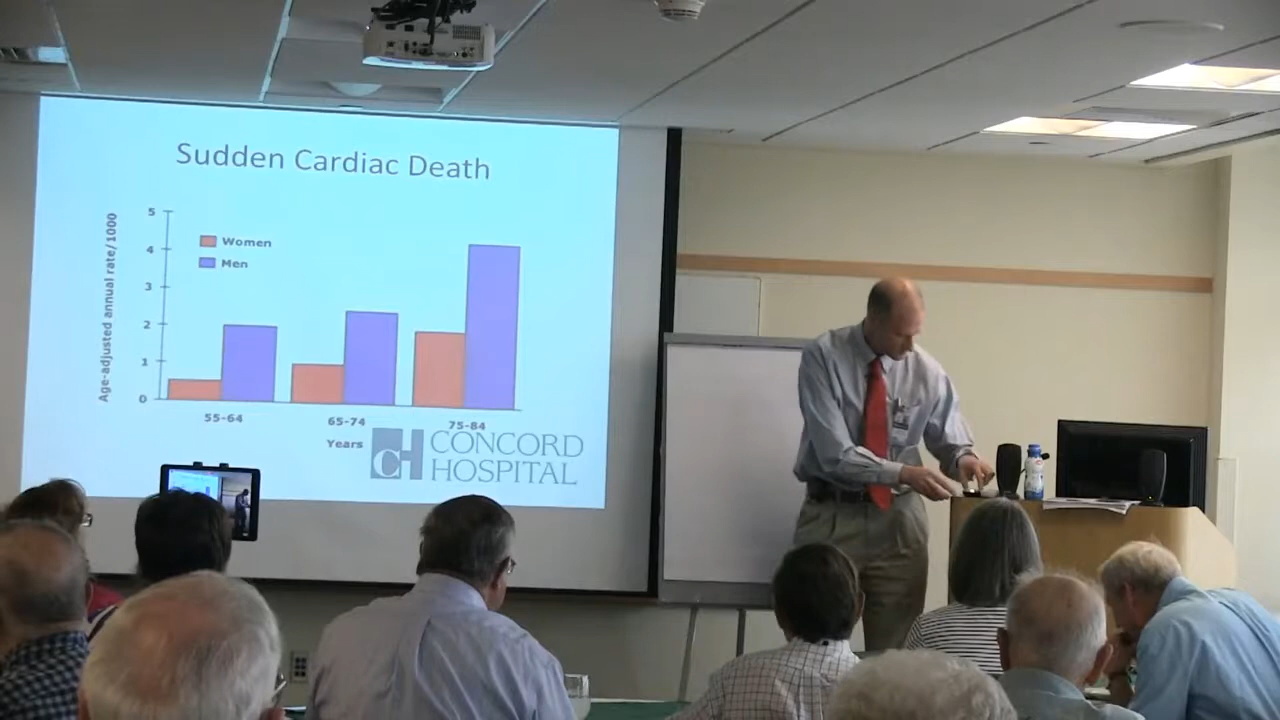 Sudden Cardiac Death
Age-adjusted annual rate/1000
5
4
3
2
1
0
Women
Men
55-64
65-74
75-84
Years
CH
CONCORD
HOSPITAL